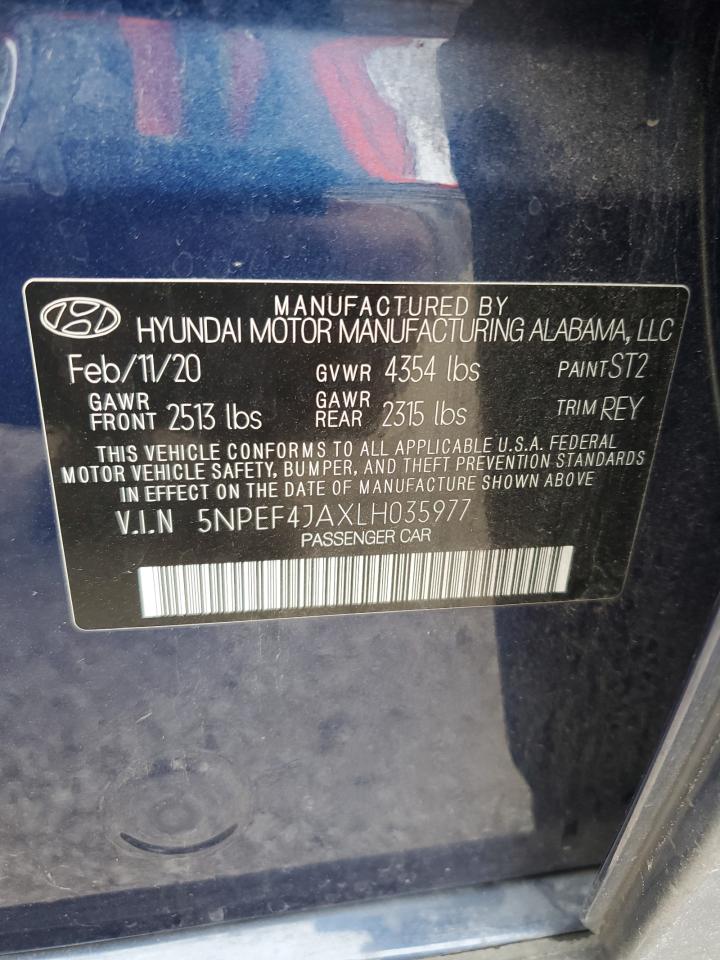 MANUFACTURED BY
HYUNDAI MOTOR MANUFACTURING ALABAMA, LLC
Feb/11/20 GVWR 4354 lbs PAINT ST2
GAWR FRONT 2513 lbs GAWR REAR 2315 lbs TRIM REY
THIS VEHICLE CONFORMS TO ALL APPLICABLE U.S.A. FEDERAL
MOTOR VEHICLE SAFETY, BUMPER, AND THEFT PREVENTION STANDARDS
IN EFFECT ON THE DATE OF MANUFACTURE SHOWN ABOVE.
V.I.N 5NPEF4JAXLH035977
PASSENGER CAR